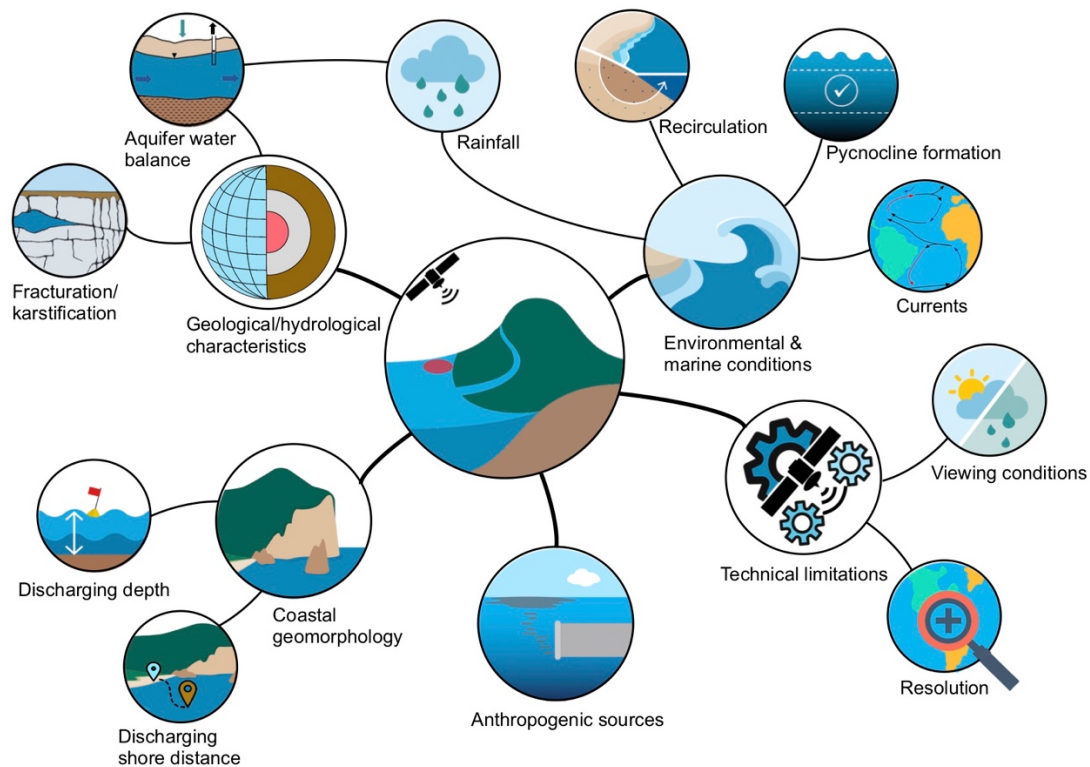 Aquifer water
balance
Rainfall
Recirculation
Pycnocline formation
Fracturation/
karstification
Geological/hydrological
characteristics
Environmental &
marine conditions
Currents
Viewing conditions
Discharging depth
Coastal
geomorphology
Technical limitations
Discharging
shore distance
Anthropogenic sources
Resolution